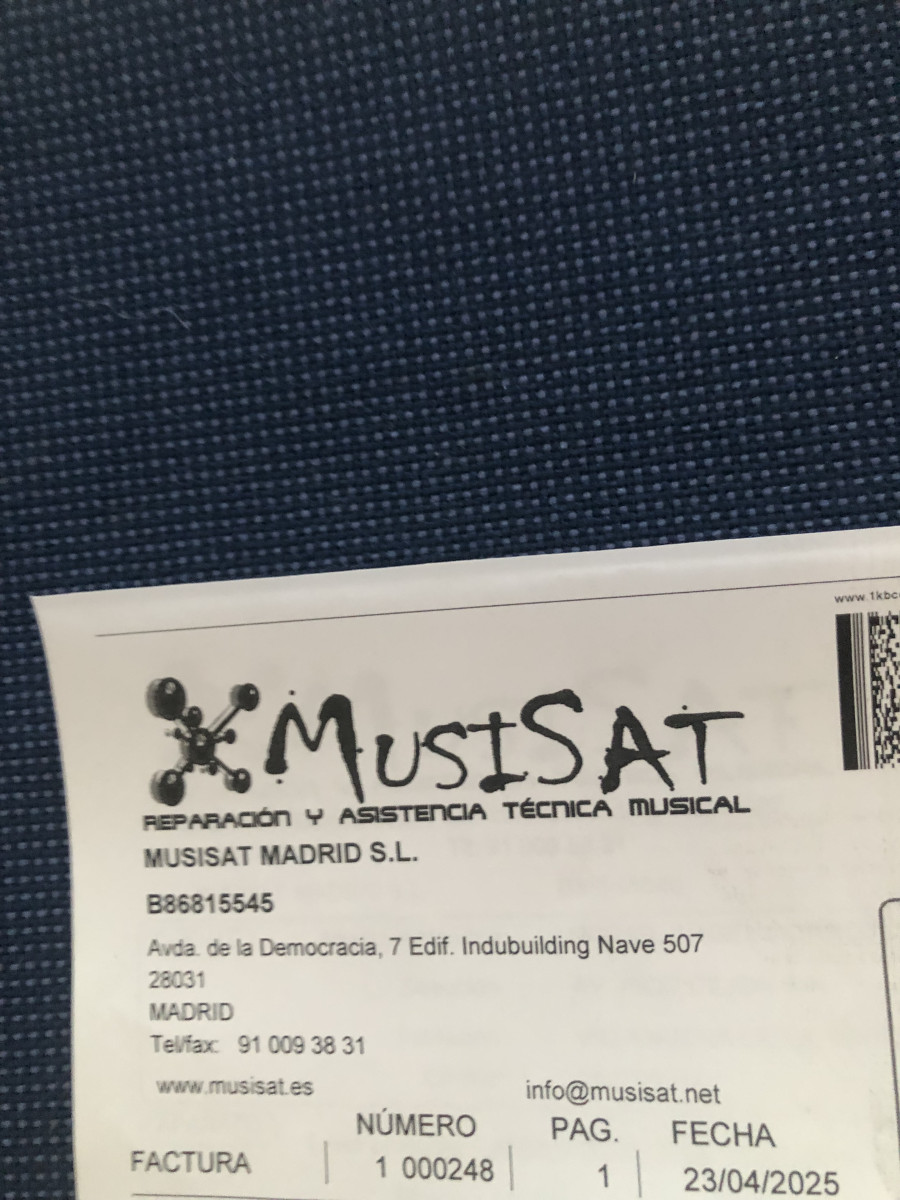 www.1kbc
MUSISAT
REPARACIÓN Y ASISTENCIA TÉCNICA MUSICAL
MUSISAT MADRID S.L.
B86815545
Avda. de la Democracia, 7 Edif. Indubuilding Nave 507
28031
MADRID
Tel/fax: 91 009 38 31
www.musisat.es info@musisat.net
NÚMERO PAG. FECHA
FACTURA 1 000248 1 23/04/2025